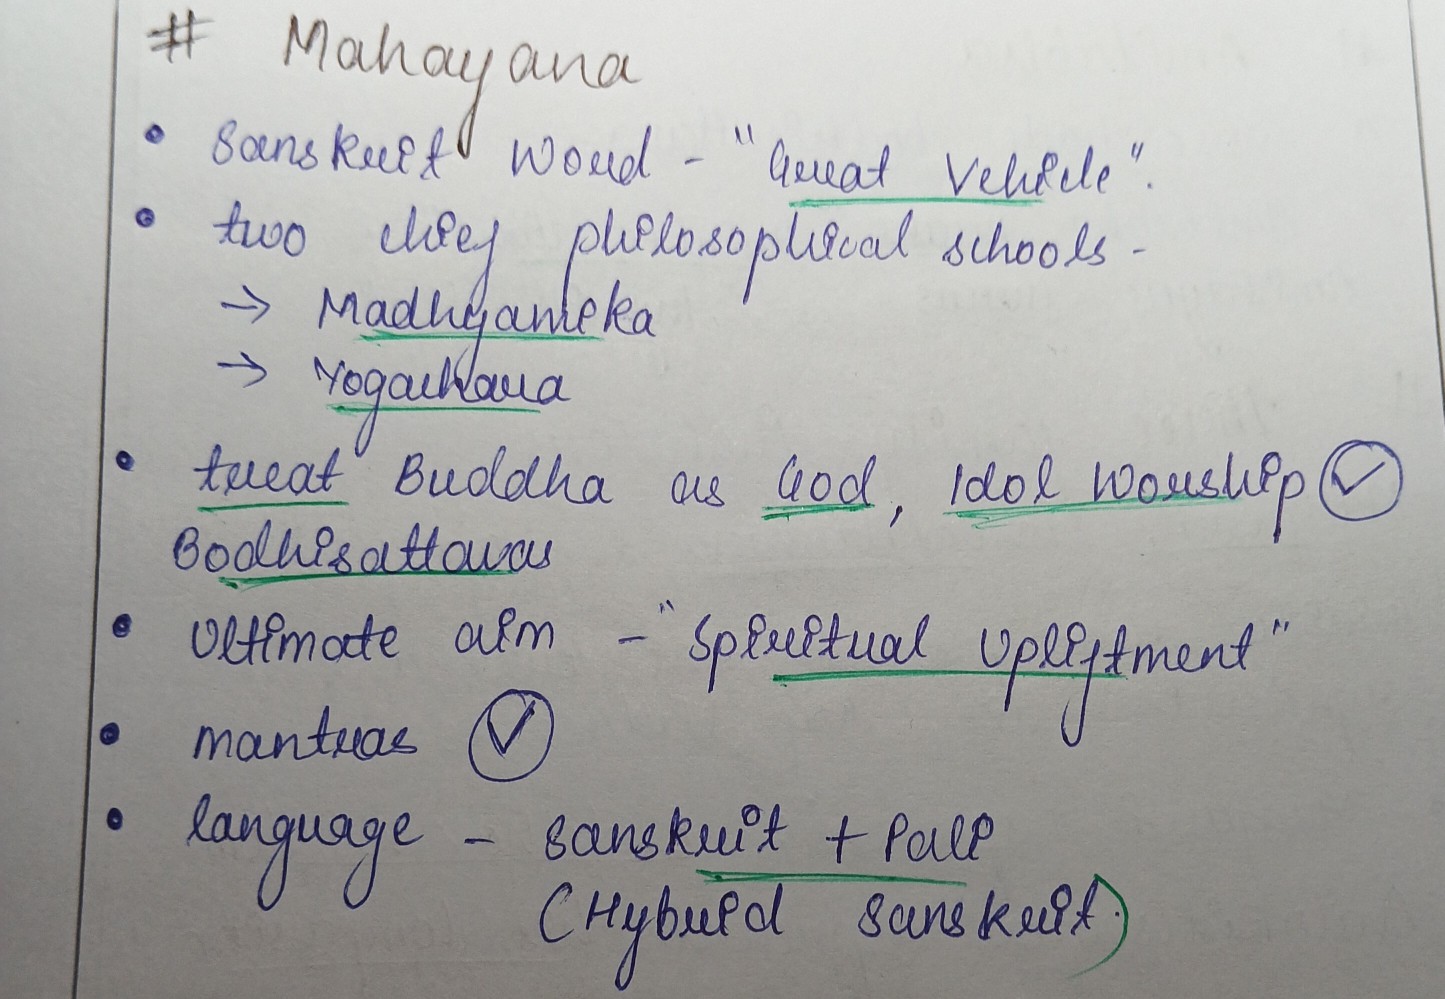 # Mahayana
• Sanskrit word - "Great Vehicle".
• two chief philosophical schools -
→ Madhyamika
→ Yogachara
• treat Buddha as God, Idol worship ✓
Bodhisattavas
• Ultimate aim - "Spiritual Upliftment"
• mantras ✓
• language - Sanskrit + Pali
(Hybrid Sanskrit)